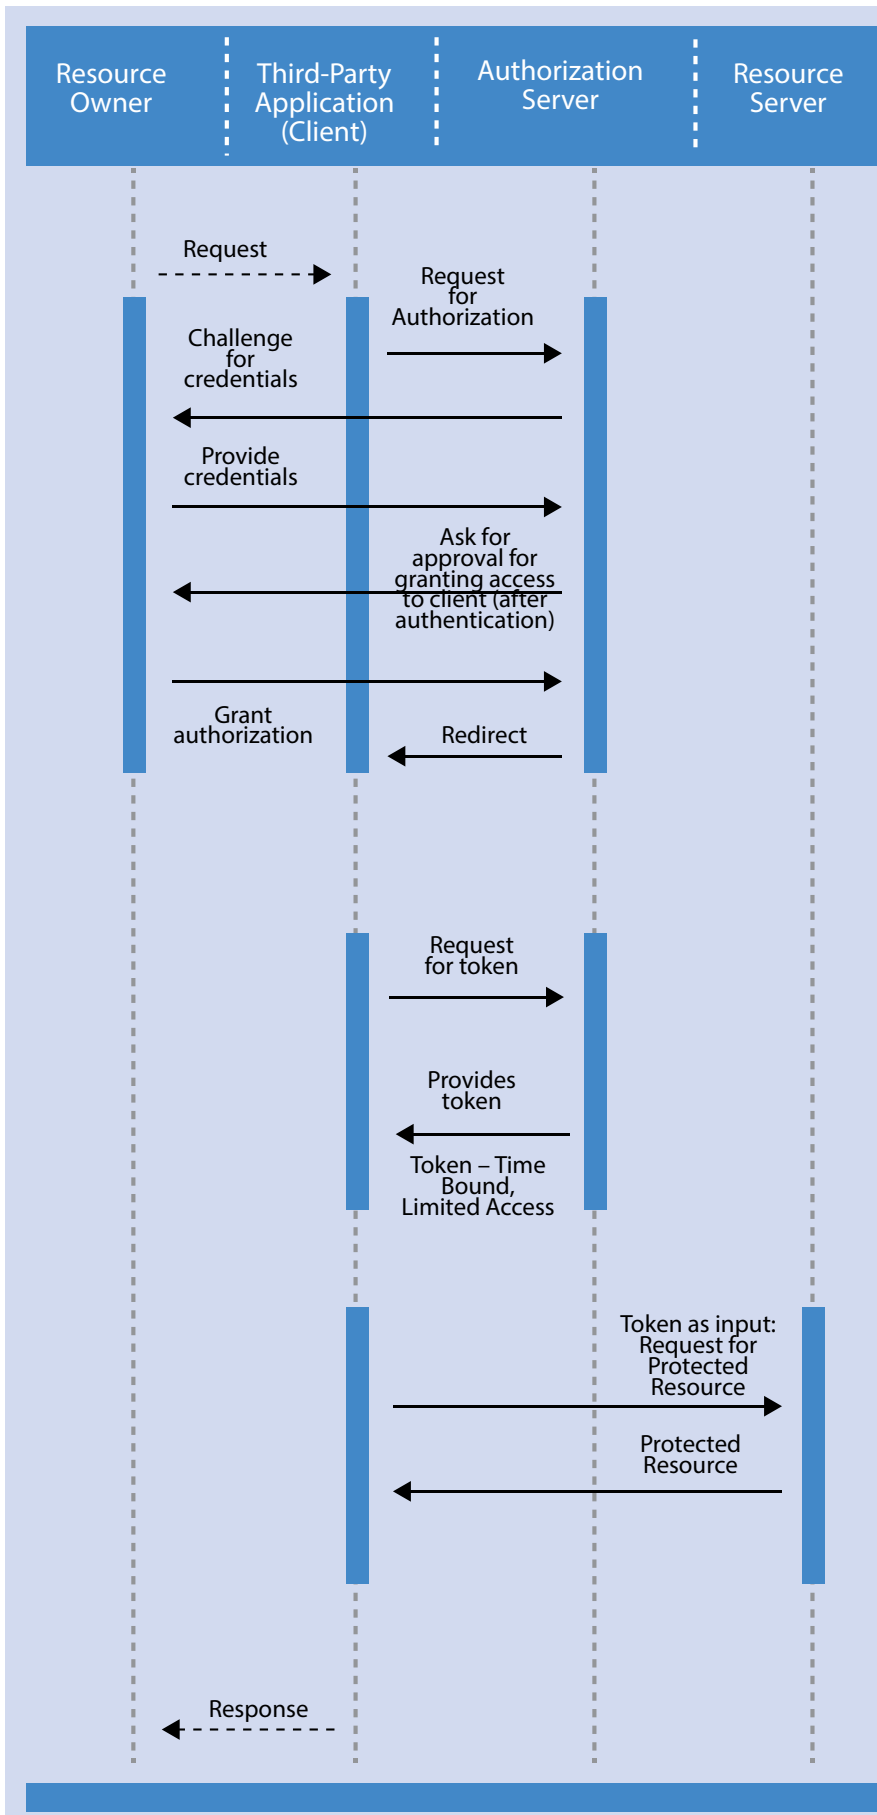 Resource
Owner
Third-Party
Application
(Client)
Authorization
Server
Resource
Server
Request
Request
for
Authorization
Challenge
for
credentials
Provide
credentials
Ask for
approval for
granting access
to client (after
authentication)
Grant
authorization
Redirect
Request
for token
Provides
token
Token – Time
Bound,
Limited Access
Token as input:
Request for
Protected
Resource
Protected
Resource
Response